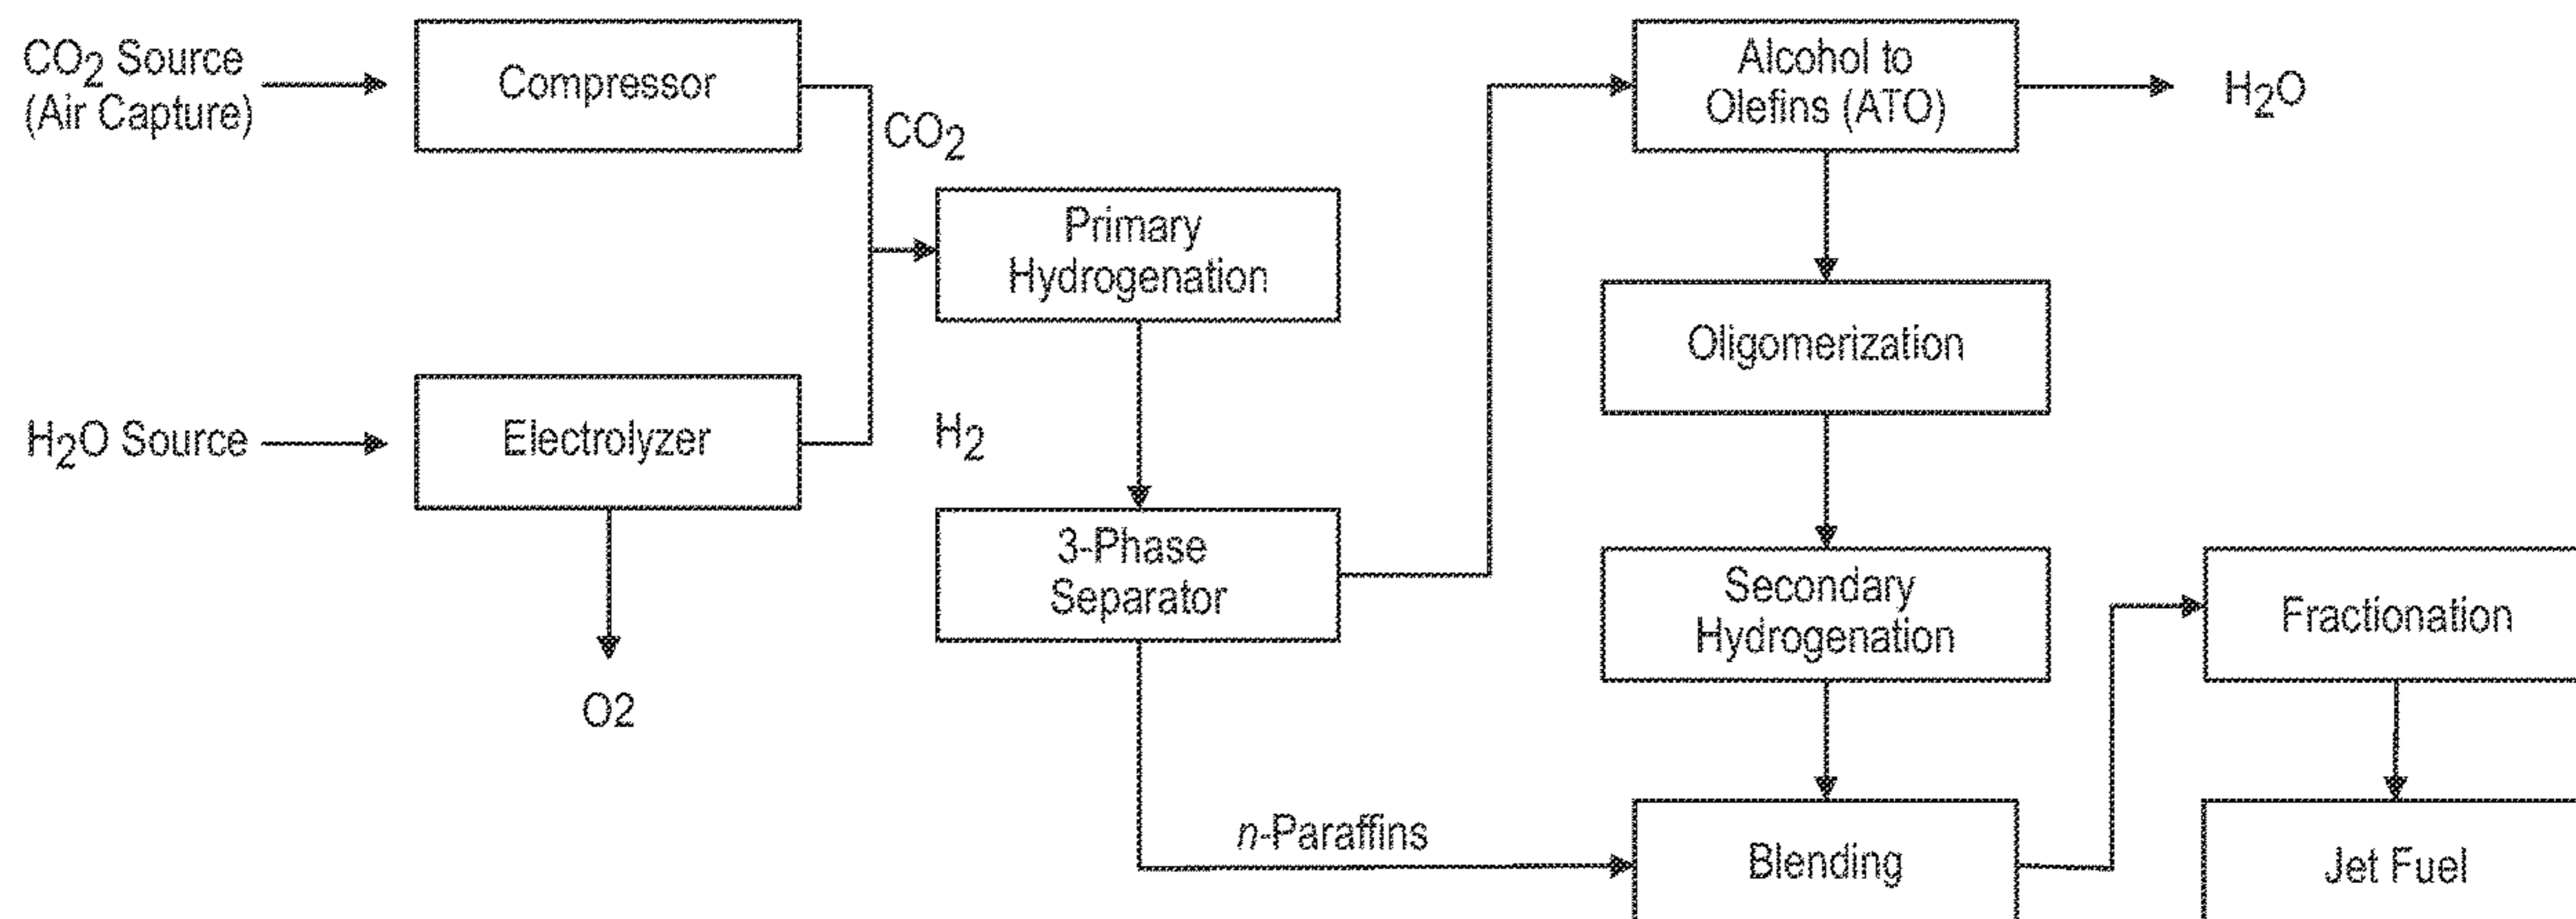 CO2 Source
(Air Capture)
Compressor
CO2
H2O Source
Electrolyzer
O2
Primary
Hydrogenation
H2
3-Phase
Separator
n-Paraffins
Alcohol to
Olefins (ATO)
H2O
Oligomerization
Secondary
Hydrogenation
Blending
Fractionation
Jet Fuel